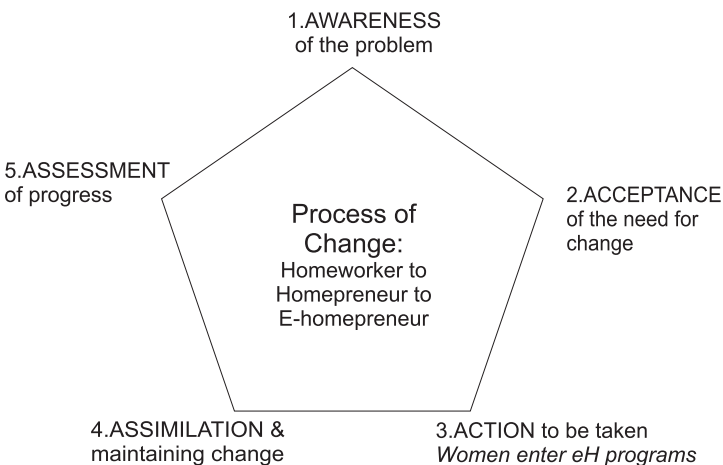 1.AWARENESS
of the problem
2.ACCEPTANCE
of the need for
change
3.ACTION to be taken
Women enter eH programs
4.ASSIMILATION &
maintaining change
5.ASSESSMENT
of progress
Process of
Change:
Homeworker to
Homepreneur to
E-homepreneur